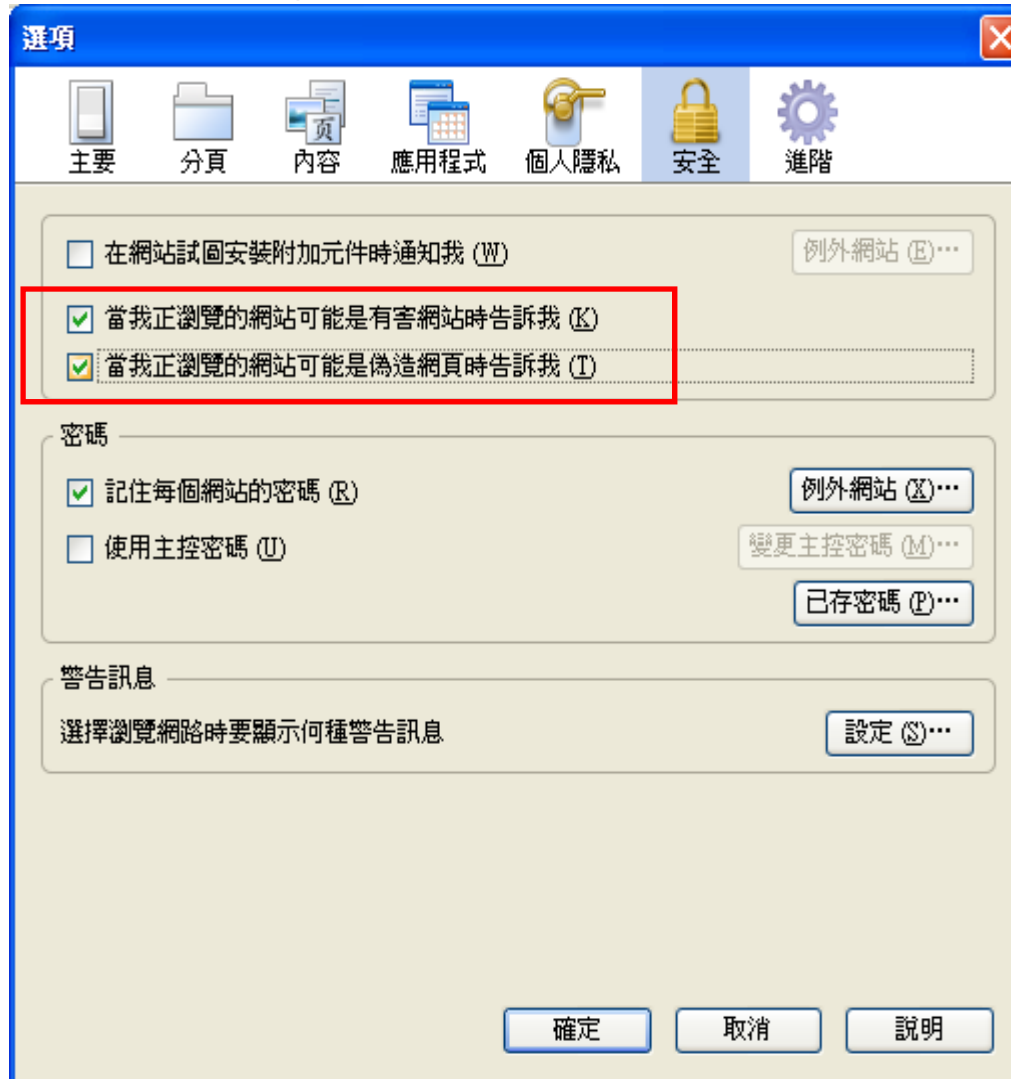 選項
页
主要 分頁 內容 應用程式 個人隱私 安全 進階
在網站試圖安裝附加元件時通知我 (W) 例外網站 (E)…
當我正瀏覽的網站可能是有害網站時告訴我 (K)
當我正瀏覽的網站可能是偽造網頁時告訴我 (T)
密碼
記住每個網站的密碼 (R) 例外網站 (X)…
使用主控密碼 (U) 變更主控密碼 (M)…
已存密碼 (P)…
警告訊息
選擇瀏覽網路時要顯示何種警告訊息 設定 (S)…
確定 取消 說明